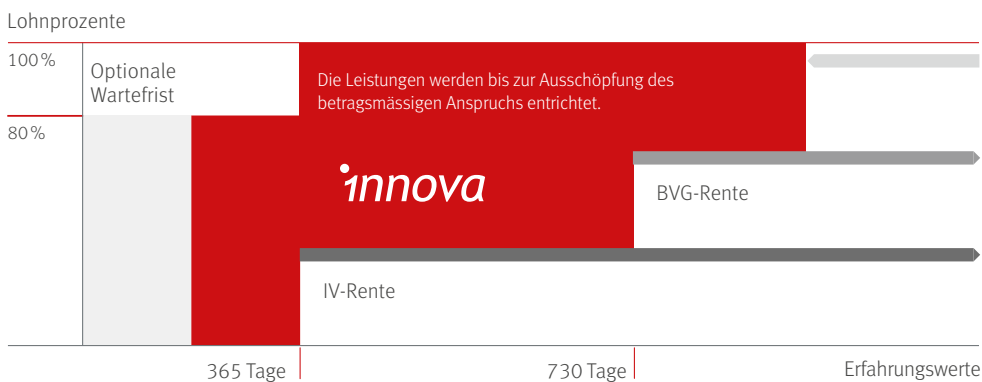 Lohnprozente
100%
Optionale
Wartefrist
Die Leistungen werden bis zur Ausschöpfung des
betragsmässigen Anspruchs entrichtet.
80%
innova
BVG-Rente
IV-Rente
365 Tage
730 Tage
Erfahrungswerte